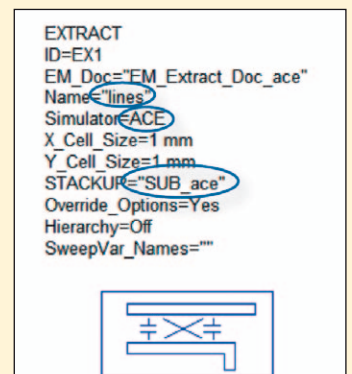 EXTRACT
ID=EX1
EM_Doc="EM_Extract_Doc_ace"
Name="lines"
Simulator=ACE
X_Cell_Size=1 mm
Y_Cell_Size=1 mm
STACKUP="SUB_ace"
Override_Options=Yes
Hierarchy=Off
SweepVar_Names=""